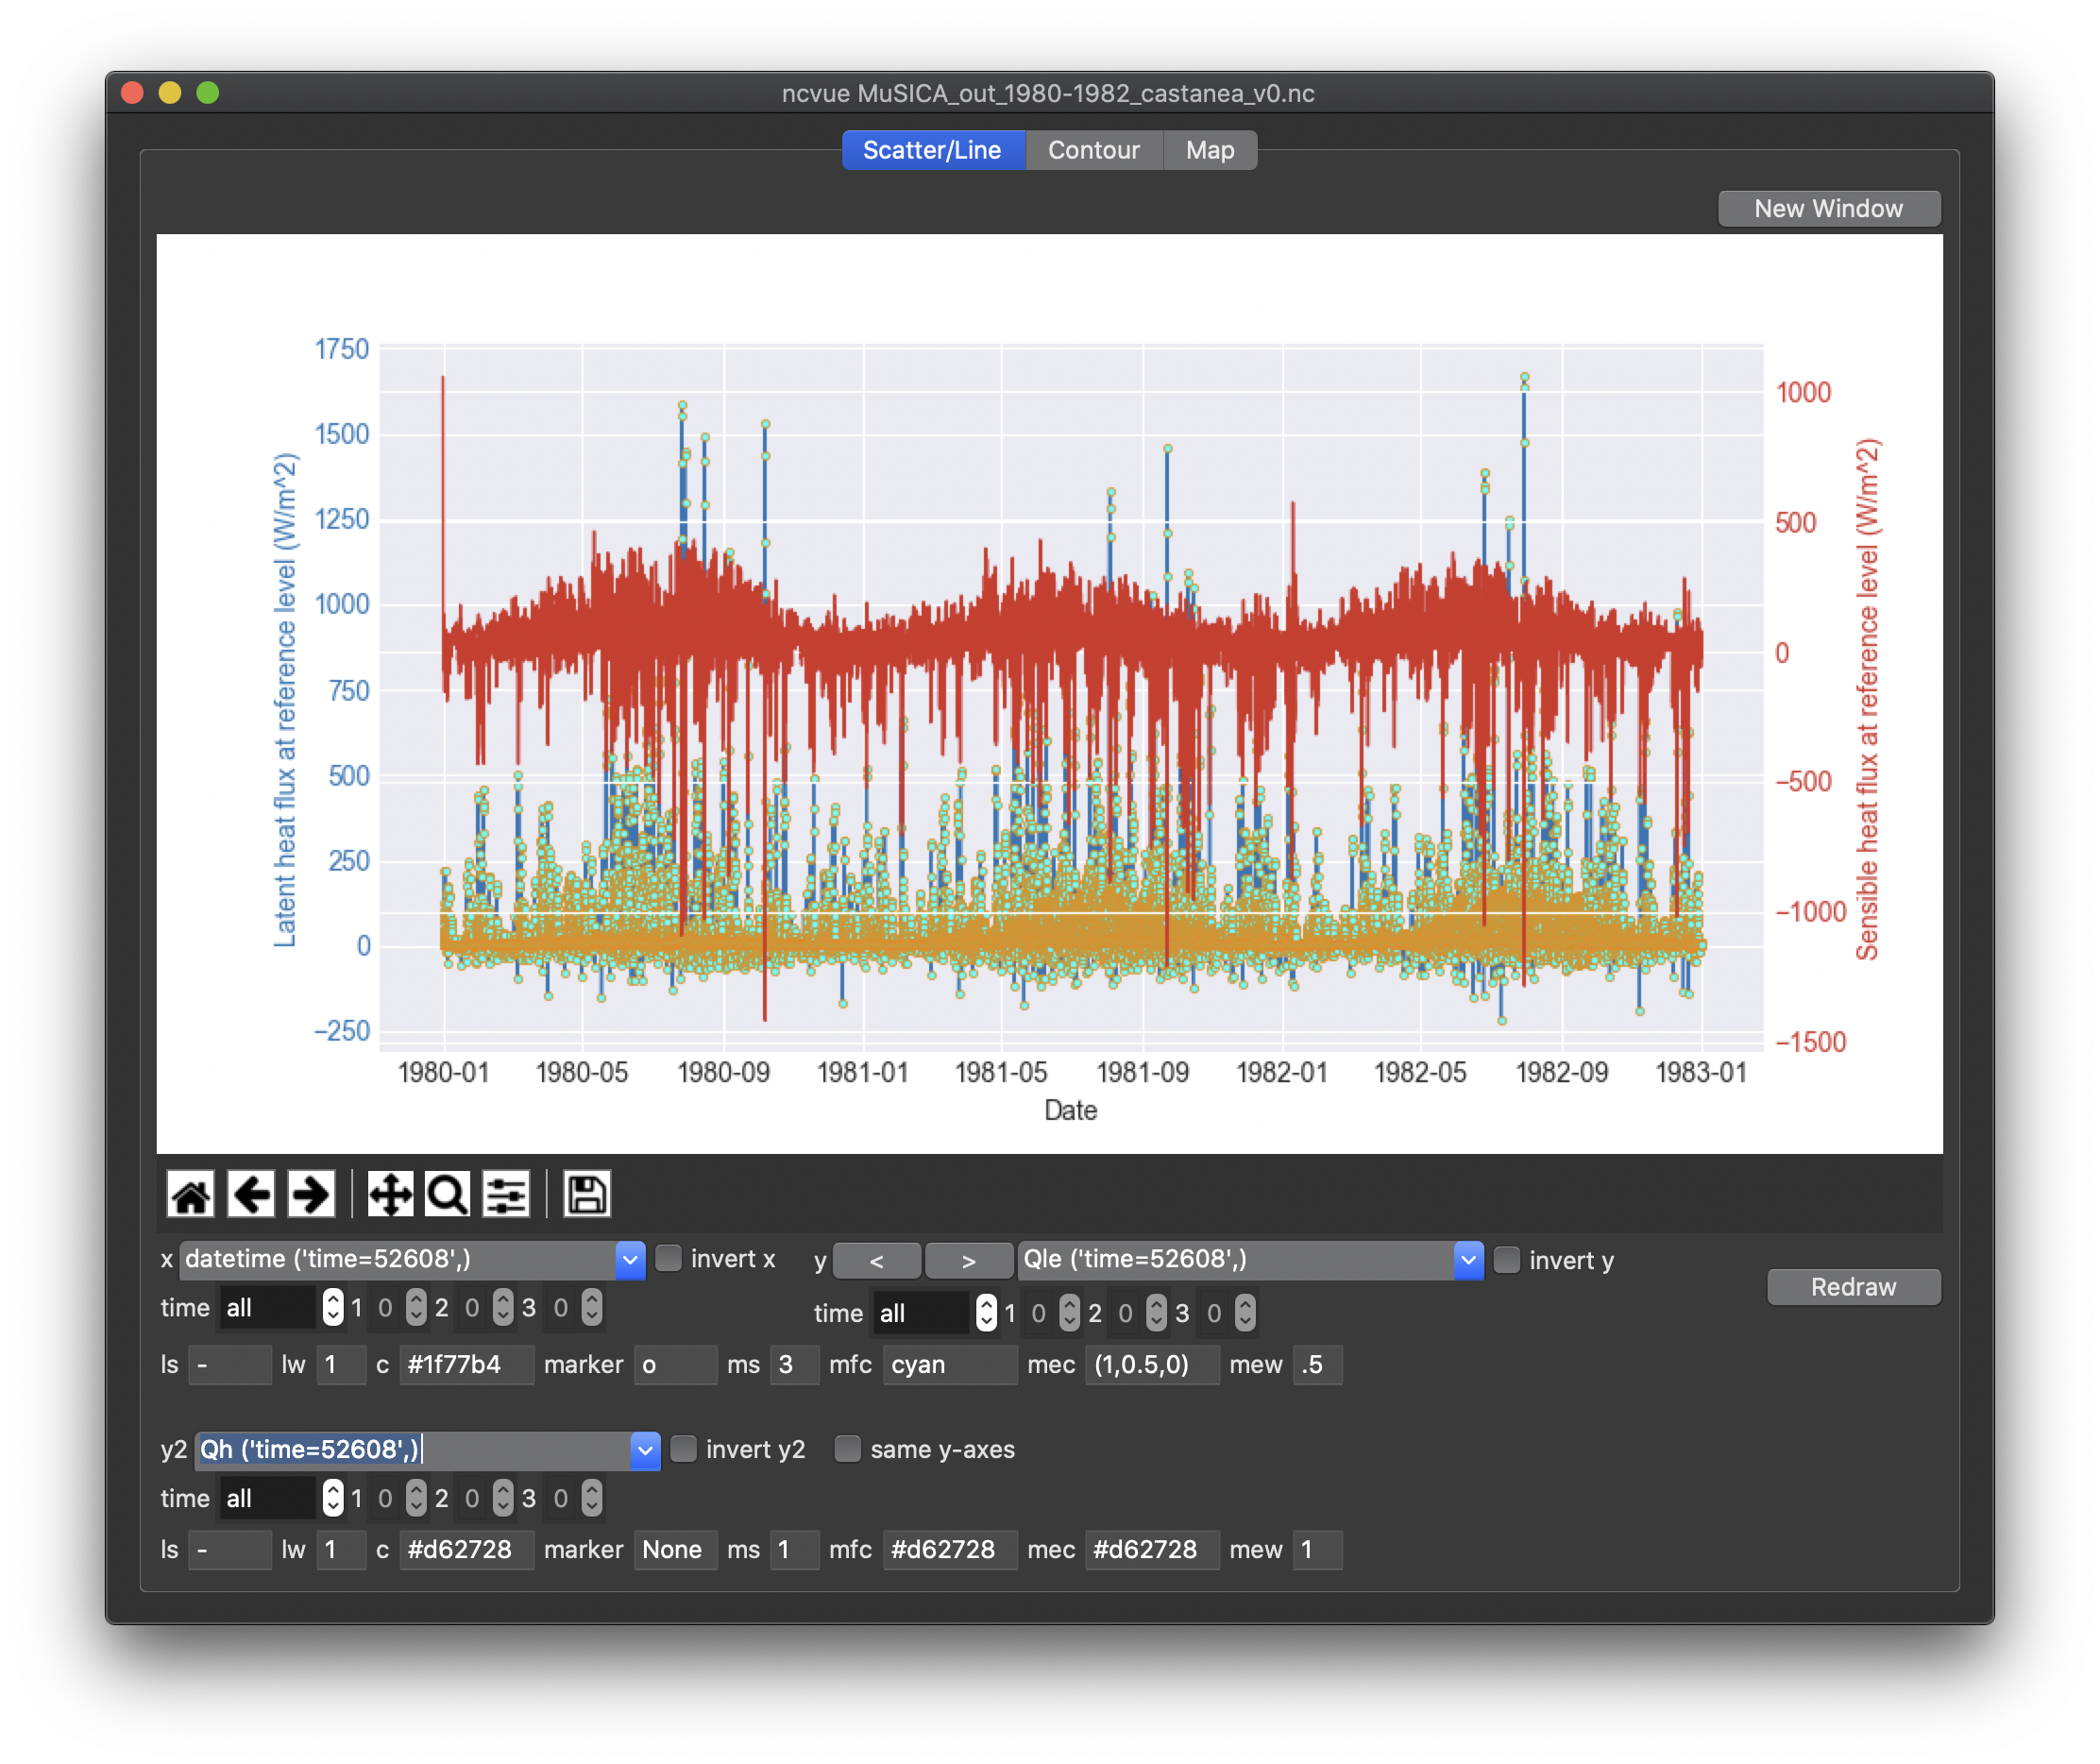 ncvue MuSICA_out_1980-1982_castanea_v0.nc
Scatter/Line Contour Map
New Window
1750
1500
1250
1000
750
500
250
0
−250
Latent heat flux at reference level (W/m^2)
1000
500
0
−500
−1000
−1500
Sensible heat flux at reference level (W/m^2)
1980-01 1980-05 1980-09 1981-01 1981-05 1981-09 1982-01 1982-05 1982-09 1983-01
Date
x datetime ('time=52608',) invert x y < > Qle ('time=52608',) invert y
Redraw
time all 1 0 2 0 3 0 time all 1 0 2 0 3 0
ls - lw 1 c #1f77b4 marker o ms 3 mfc cyan mec (1,0.5,0) mew .5
y2 Qh ('time=52608',) invert y2 same y-axes
time all 1 0 2 0 3 0
ls - lw 1 c #d62728 marker None ms 1 mfc #d62728 mec #d62728 mew 1